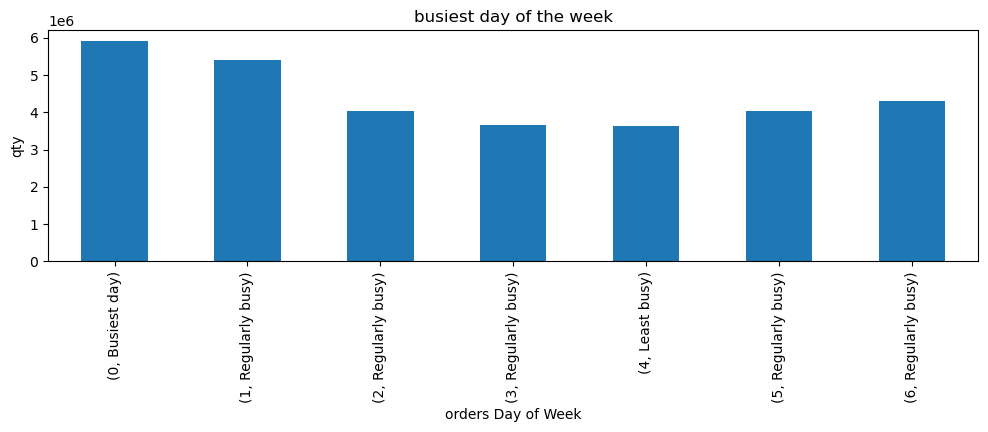 busiest day of the week
1e6
6
5
4
3
2
1
0
qty
(0, Busiest day)
(1, Regularly busy)
(2, Regularly busy)
(3, Regularly busy)
(4, Least busy)
(5, Regularly busy)
(6, Regularly busy)
orders Day of Week